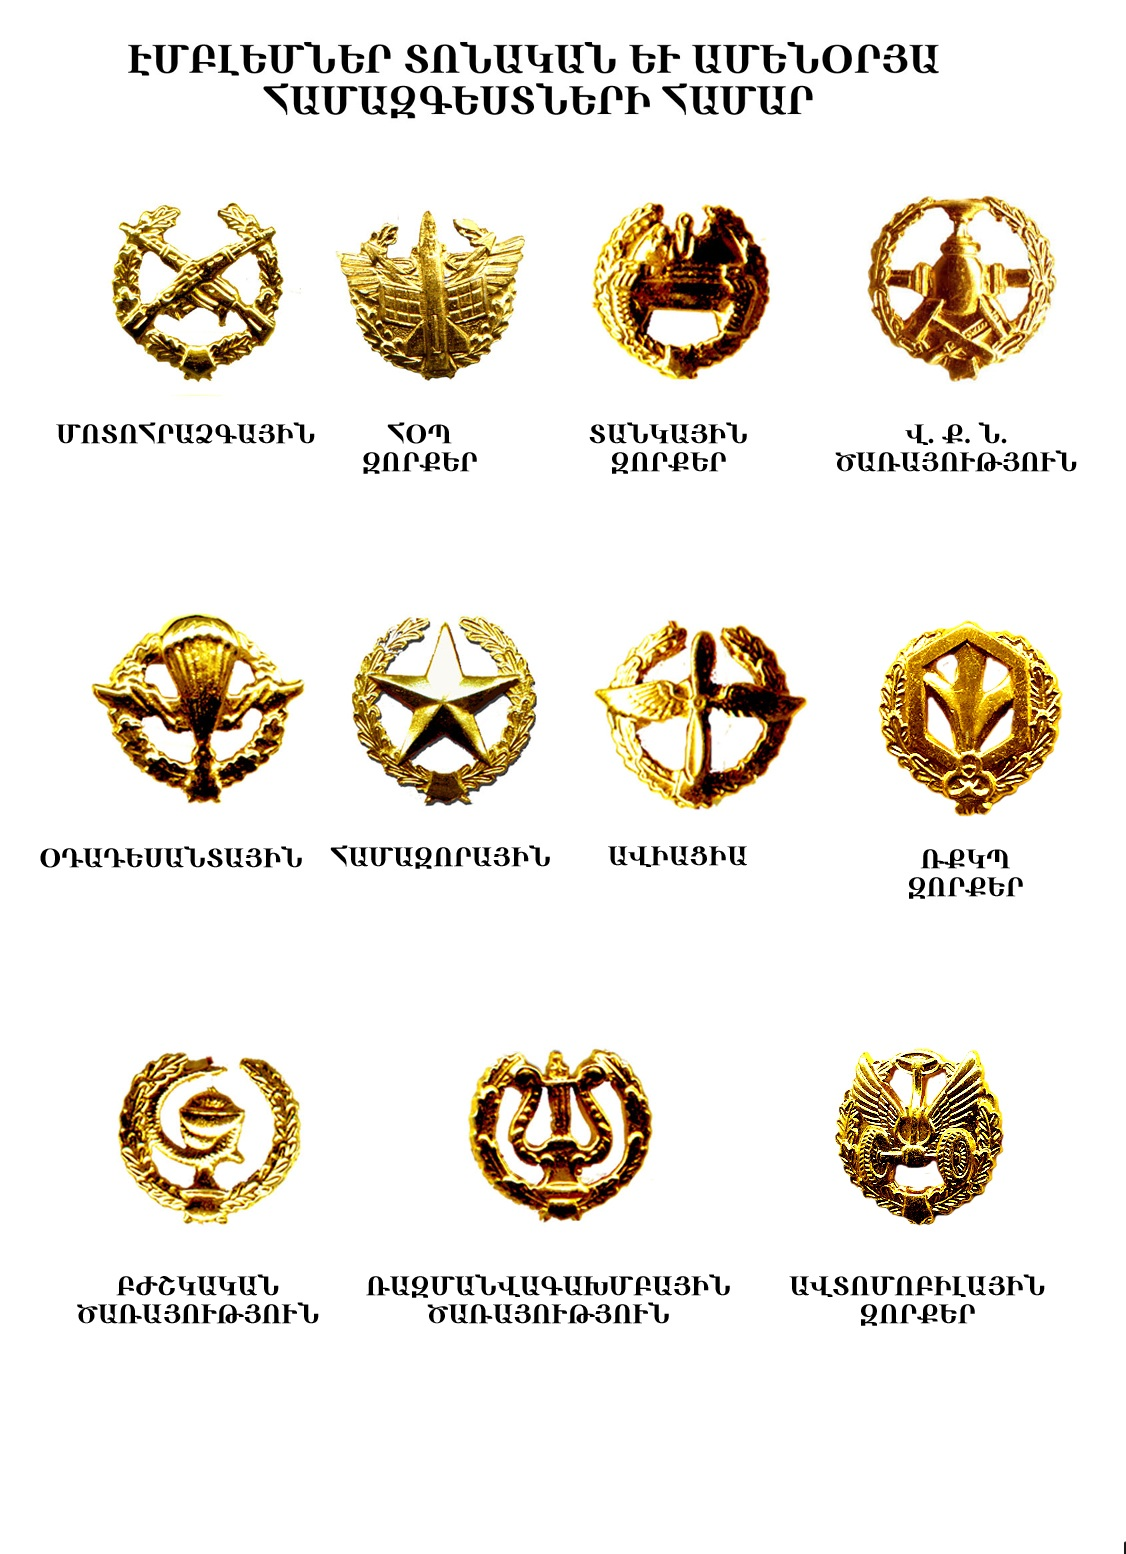 ԷՄԲԼԵՄՆԵՐ ՏՈՆԱԿԱՆ ԵՒ ԱՄԵՆՕՐՅԱ
ՀԱՄԱԶԳԵՍՏՆԵՐԻ ՀԱՄԱՐ
ՄՈՏՈՀՐԱՁԳԱՅԻՆ
ՀՕՊ
ԶՈՐՔԵՐ
ՏԱՆԿԱՅԻՆ
ԶՈՐՔԵՐ
Վ. Ք. Ն.
ԾԱՌԱՅՈՒԹՅՈՒՆ
ՕԴԱԴԵՍԱՆՏԱՅԻՆ
ՀԱՄԱԶՈՐԱՅԻՆ
ԱՎԻԱՑԻԱ
ՌՔԿՊ
ԶՈՐՔԵՐ
ԲԺՇԿԱԿԱՆ
ԾԱՌԱՅՈՒԹՅՈՒՆ
ՌԱԶՄԱՆՎԱԳԱԽՄԲԱՅԻՆ
ԾԱՌԱՅՈՒԹՅՈՒՆ
ԱՎՏՈՄՈԲԻԼԱՅԻՆ
ԶՈՐՔԵՐ